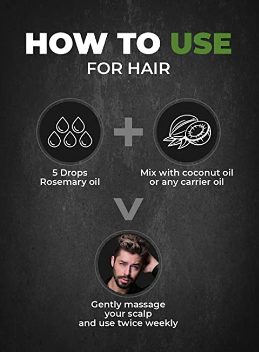 HOW TO USE
FOR HAIR
5 Drops
Rosemary oil
Mix with coconut oil
or any carrier oil
Gently massage
your scalp
and use twice weekly